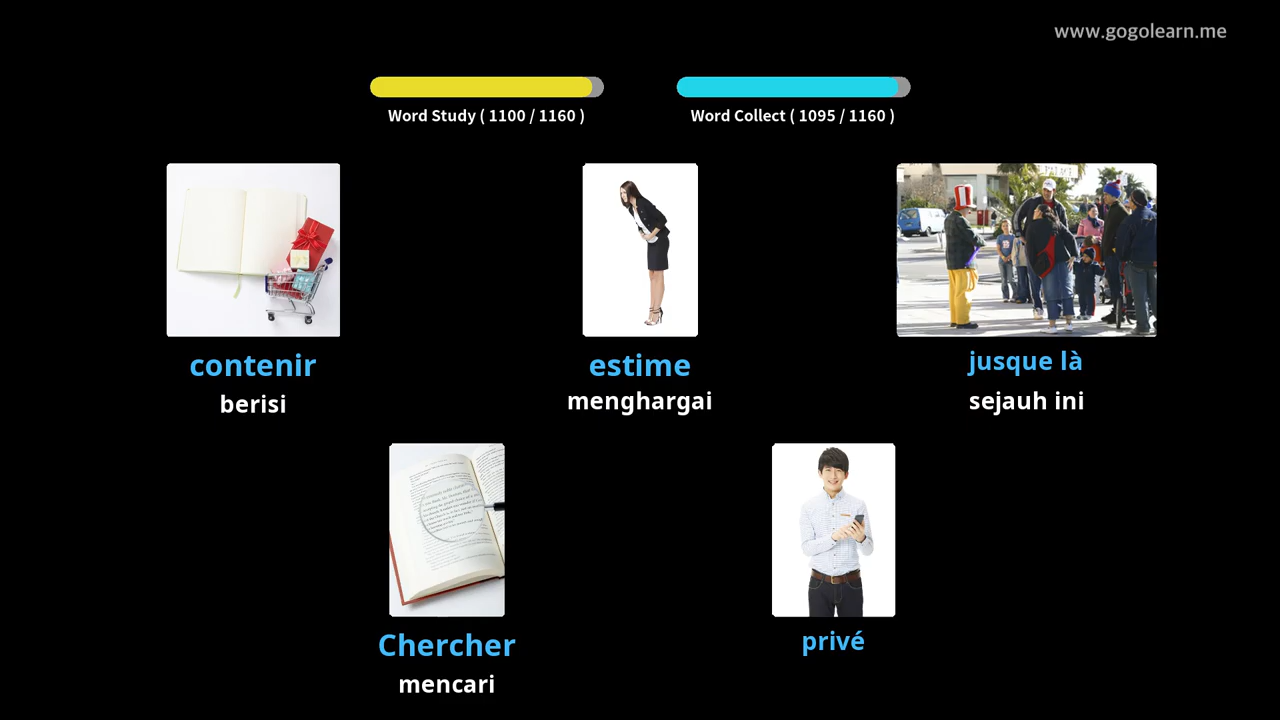 www.gogolearn.me
Word Study ( 1100 / 1160 )
Word Collect ( 1095 / 1160 )
contenir
berisi
estime
menghargai
jusque là
sejauh ini
Chercher
mencari
privé